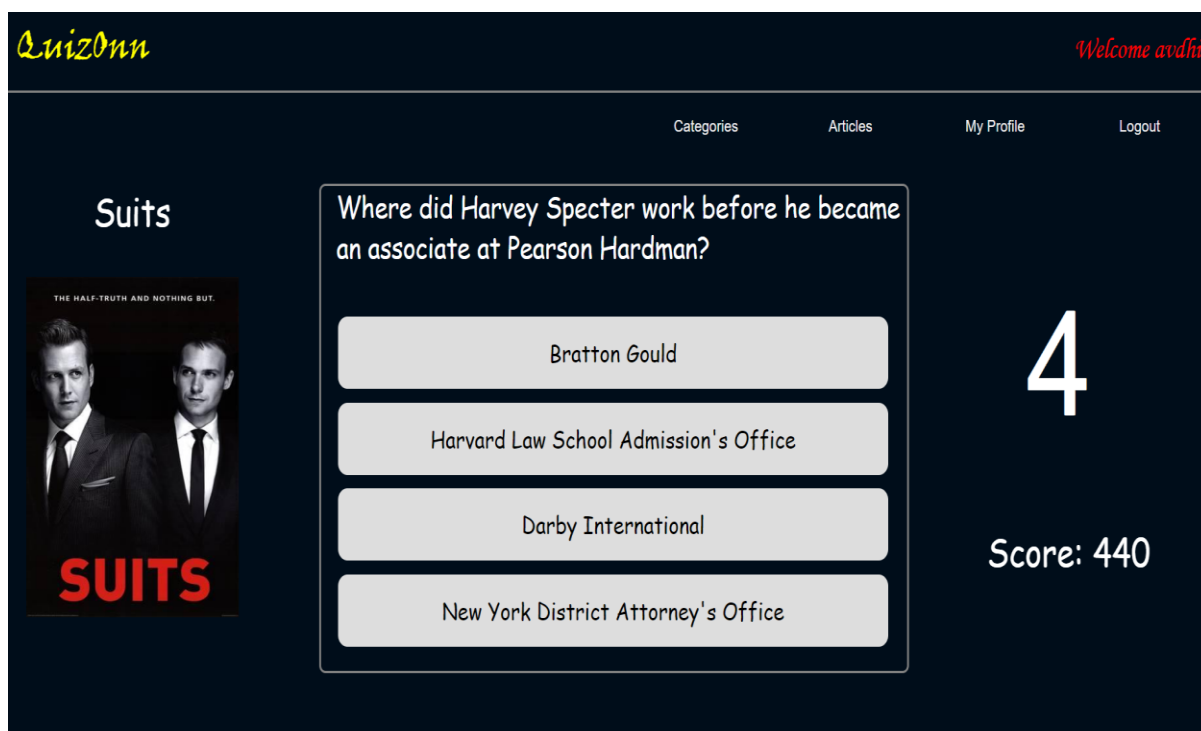 QuizOnn
Welcome avdhu
Categories
Articles
My Profile
Logout
Suits
THE HALF-TRUTH AND NOTHING BUT.
SUITS
Where did Harvey Specter work before he became
an associate at Pearson Hardman?
Bratton Gould
Harvard Law School Admission's Office
Darby International
New York District Attorney's Office
4
Score: 440